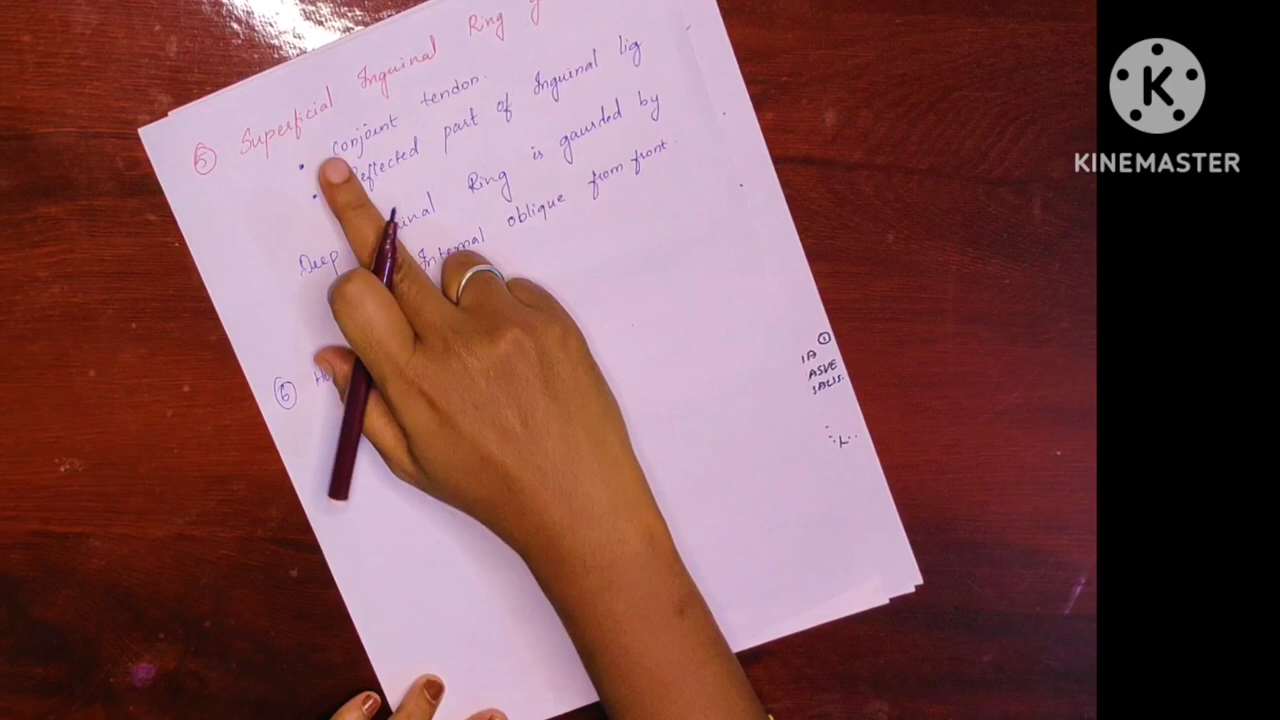 5 Superficial Inguinal Ring
• Conjoint tendon.
• Reflected part of Inguinal lig
Deep Ring is gaurded by
Internal oblique from front.
6
IA 1
ASVE
KINEMASTER